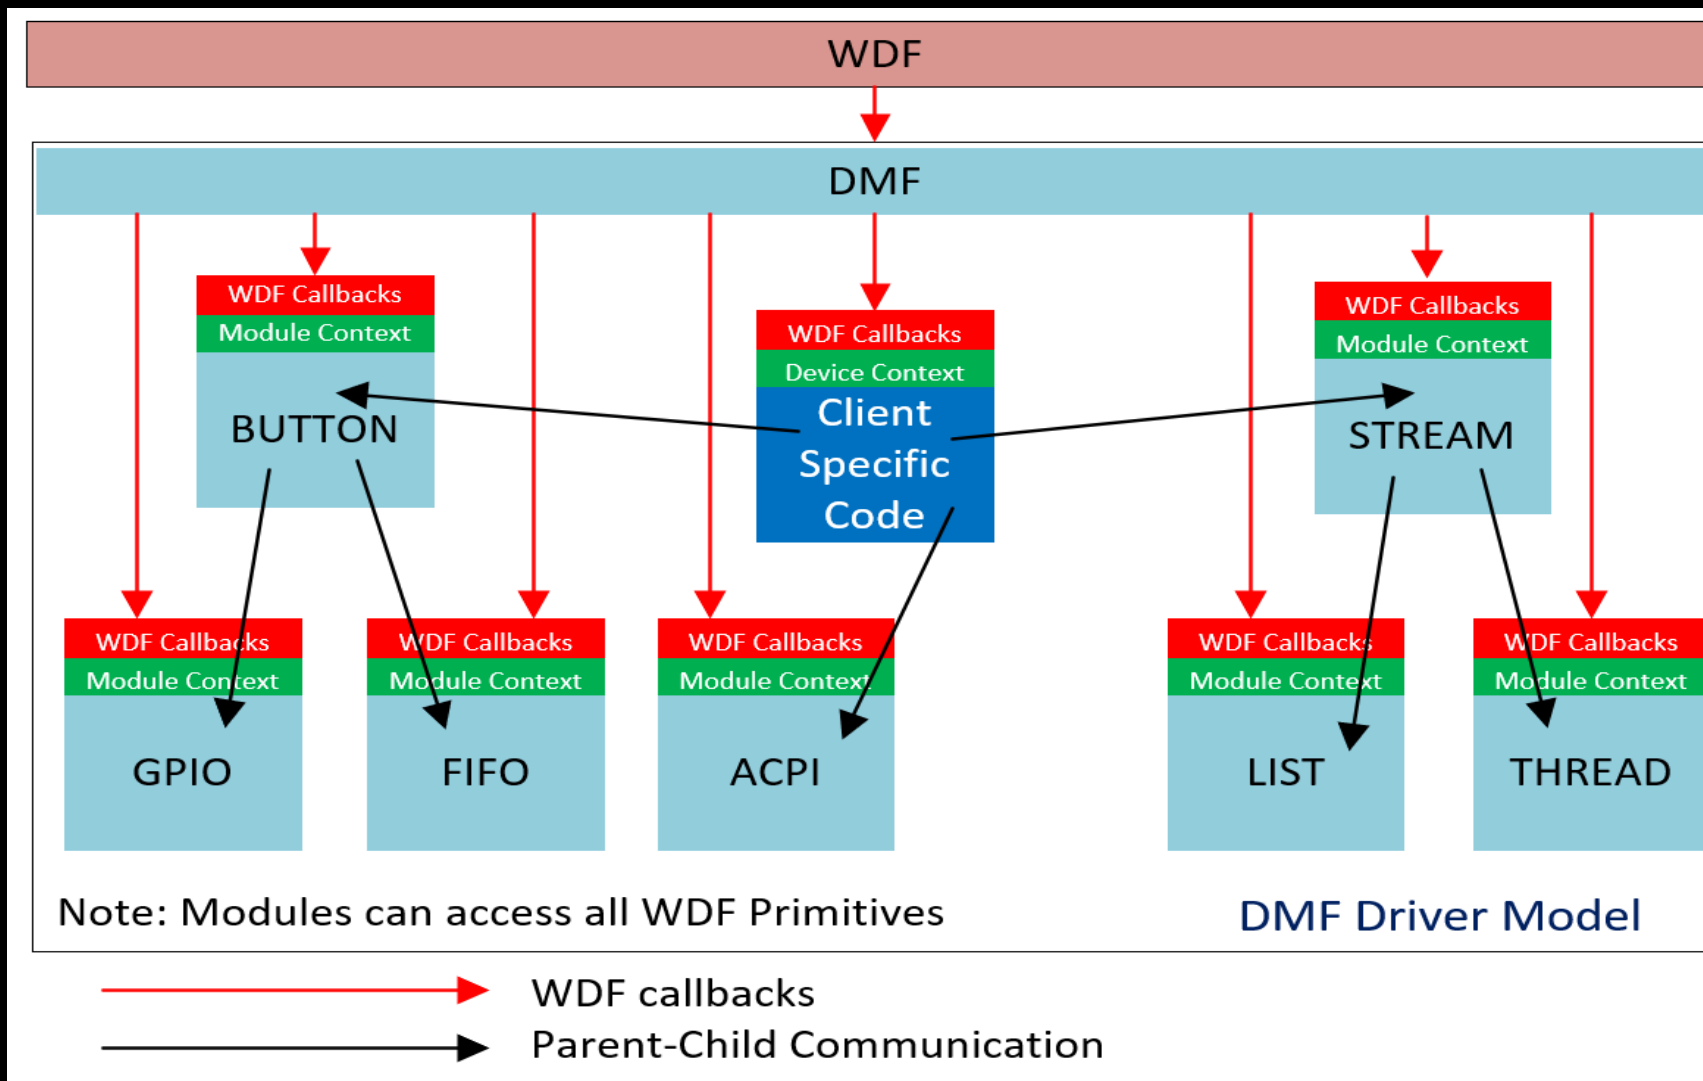 WDF
DMF
WDF Callbacks
Module Context
BUTTON
WDF Callbacks
Device Context
Client
Specific
Code
WDF Callbacks
Module Context
STREAM
WDF Callbacks
Module Context
GPIO
WDF Callbacks
Module Context
FIFO
WDF Callbacks
Module Context
ACPI
WDF Callbacks
Module Context
LIST
WDF Callbacks
Module Context
THREAD
Note: Modules can access all WDF Primitives
DMF Driver Model
WDF callbacks
Parent-Child Communication